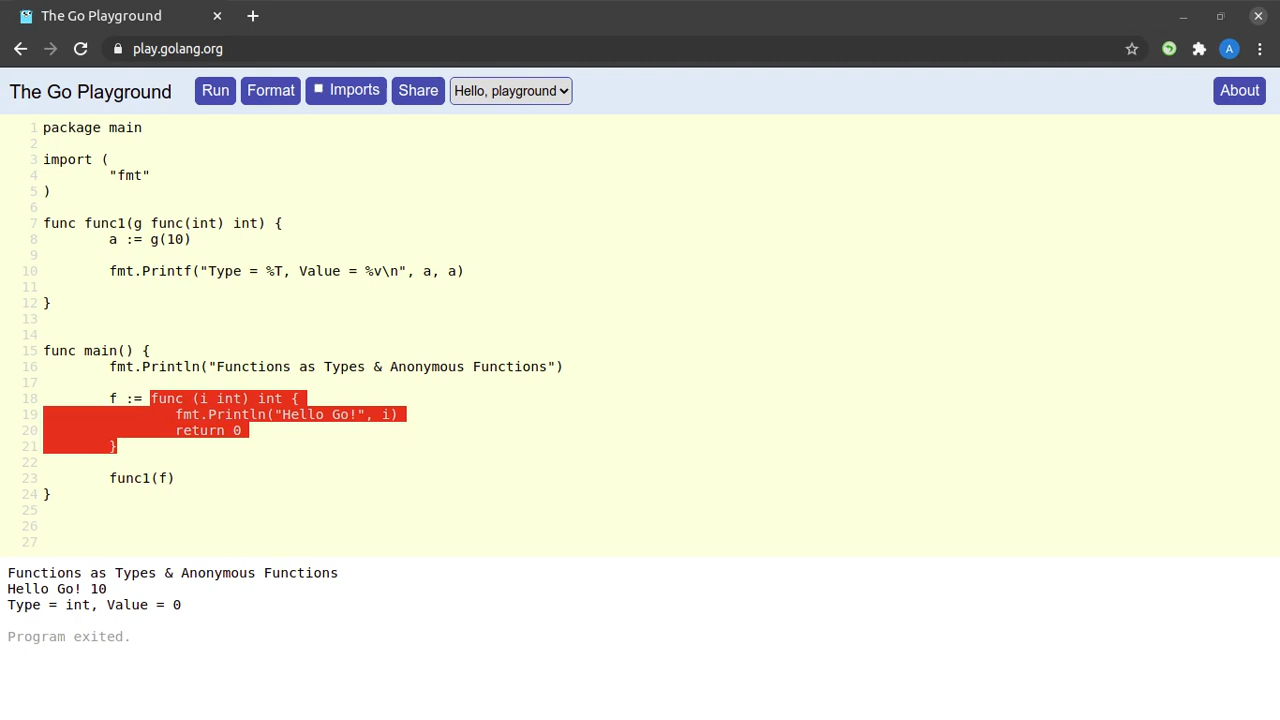 The Go Playground
play.golang.org
A
The Go Playground Run Format Imports Share Hello, playground About
1 package main
2
3 import (
4 "fmt"
5 )
6
7 func func1(g func(int) int) {
8 a := g(10)
9
10 fmt.Printf("Type = %T, Value = %v\n", a, a)
11
12 }
13
14
15 func main() {
16 fmt.Println("Functions as Types & Anonymous Functions")
17
18 f := func (i int) int {
19 fmt.Println("Hello Go!", i)
20 return 0
21 }
22
23 func1(f)
24 }
25
26
27
Functions as Types & Anonymous Functions
Hello Go! 10
Type = int, Value = 0
Program exited.